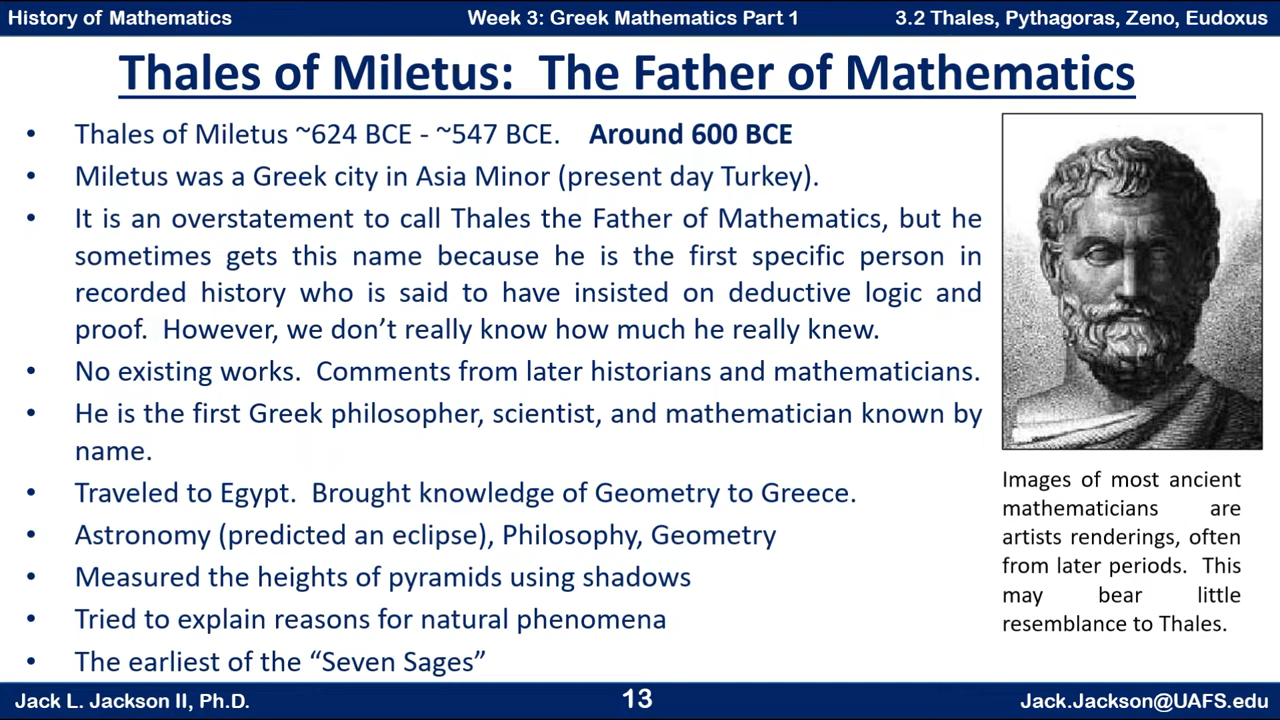 History of Mathematics
Week 3: Greek Mathematics Part 1
3.2 Thales, Pythagoras, Zeno, Eudoxus
Thales of Miletus:  The Father of Mathematics
• Thales of Miletus ~624 BCE - ~547 BCE.   Around 600 BCE
• Miletus was a Greek city in Asia Minor (present day Turkey).
• It is an overstatement to call Thales the Father of Mathematics, but he
sometimes gets this name because he is the first specific person in
recorded history who is said to have insisted on deductive logic and
proof.  However, we don’t really know how much he really knew.
• No existing works.  Comments from later historians and mathematicians.
• He is the first Greek philosopher, scientist, and mathematician known by
name.
• Traveled to Egypt.  Brought knowledge of Geometry to Greece.
• Astronomy (predicted an eclipse), Philosophy, Geometry
• Measured the heights of pyramids using shadows
• Tried to explain reasons for natural phenomena
• The earliest of the “Seven Sages”
Images of most ancient
mathematicians are
artists renderings, often
from later periods.  This
may bear little
resemblance to Thales.
Jack L. Jackson II, Ph.D.
13
Jack.Jackson@UAFS.edu